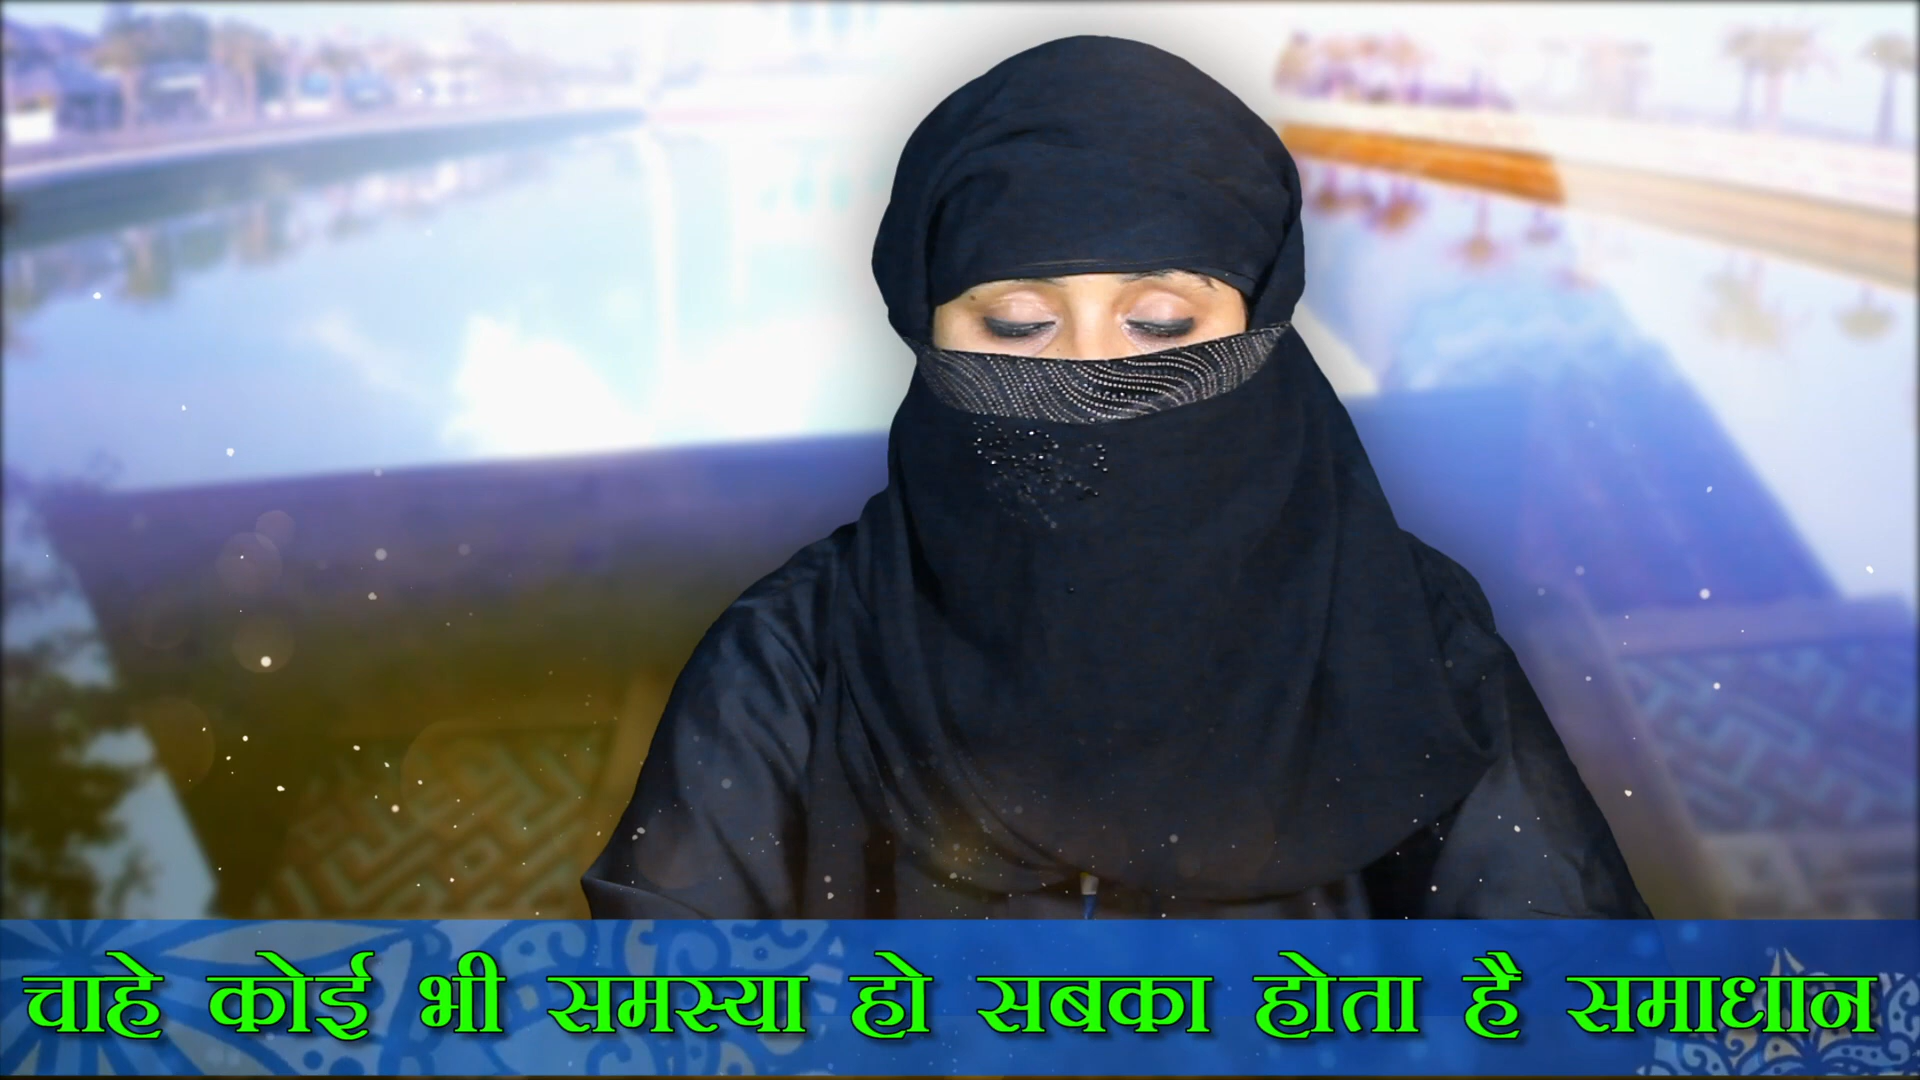 चाहे कोई भी समस्या हो सबका होता है समाधान